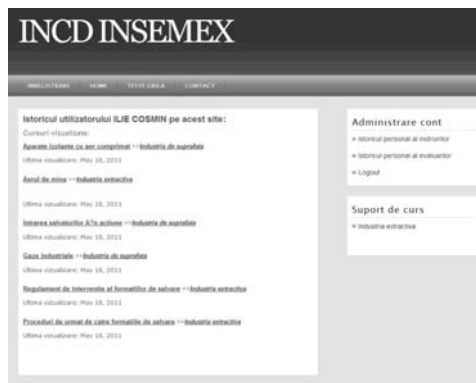 INCD INSEMEX
INREGISTRARE HOME TESTE GRILA CONTACT
Istoricul utilizatorului ILIE COSMIN pe acest site:
Cursuri vizualizate:
Aparate izolante cu aer comprimat >>Industria de suprafata
Ultima vizualizare: May 18, 2011
Aerul de mina >>Industria extractiva
Ultima vizualizare: May 18, 2011
Intrarea salvatorilor À?n actiune >>Industria de suprafata
Ultima vizualizare: May 18, 2011
Gaze industriale >>Industria de suprafata
Ultima vizualizare: May 18, 2011
Regulament de interventie al formatiilor de salvare >>Industria extractiva
Ultima vizualizare: May 18, 2011
Proceduri de urmat de catre formatiile de salvare >>Industria extractiva
Ultima vizualizare: May 18, 2011
Administrare cont
» Istoricul personal al instruirilor
» Istoricul personal al evaluarilor
» Logout
Suport de curs
» Industria extractiva